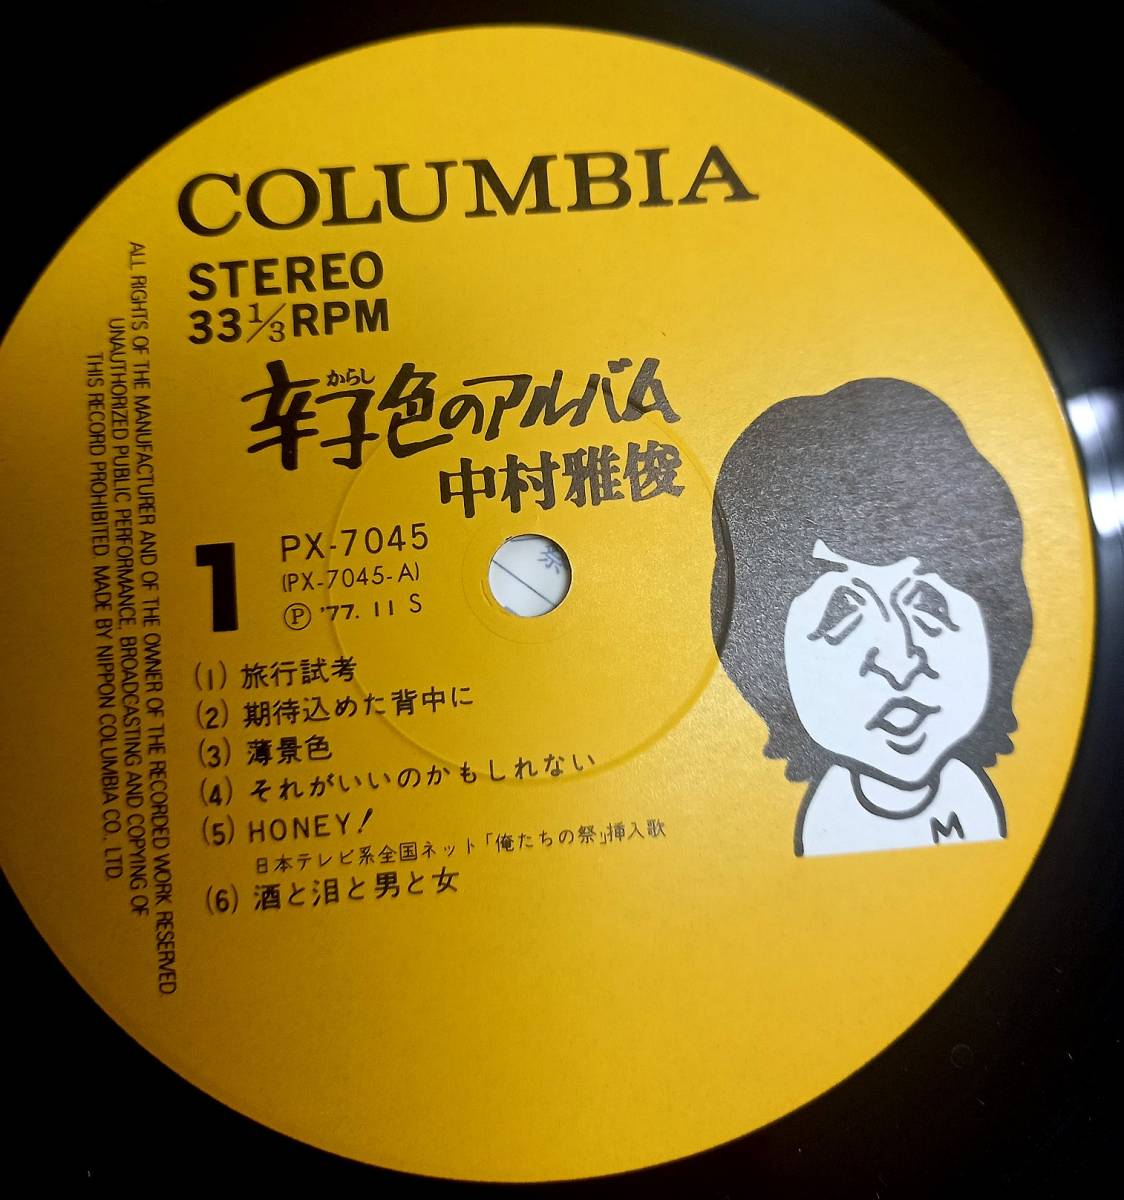 COLUMBIA
STEREO
33 1/3 RPM
からし
辛子色のアルバム
中村雅俊
1
PX-7045
(PX-7045-A)
Ⓟ '77. 11 S
(1) 旅行試考
(2) 期待込めた背中に
(3) 薄景色
(4) それがいいのかもしれない
(5) HONEY!
日本テレビ系全国ネット「俺たちの祭」挿入歌
(6) 酒と泪と男と女
ALL RIGHTS OF THE MANUFACTURER AND OF THE OWNER OF THE RECORDED WORK RESERVED.
UNAUTHORIZED PUBLIC PERFORMANCE, BROADCASTING AND COPYING OF
THIS RECORD PROHIBITED. MADE BY NIPPON COLUMBIA CO., LTD.
M